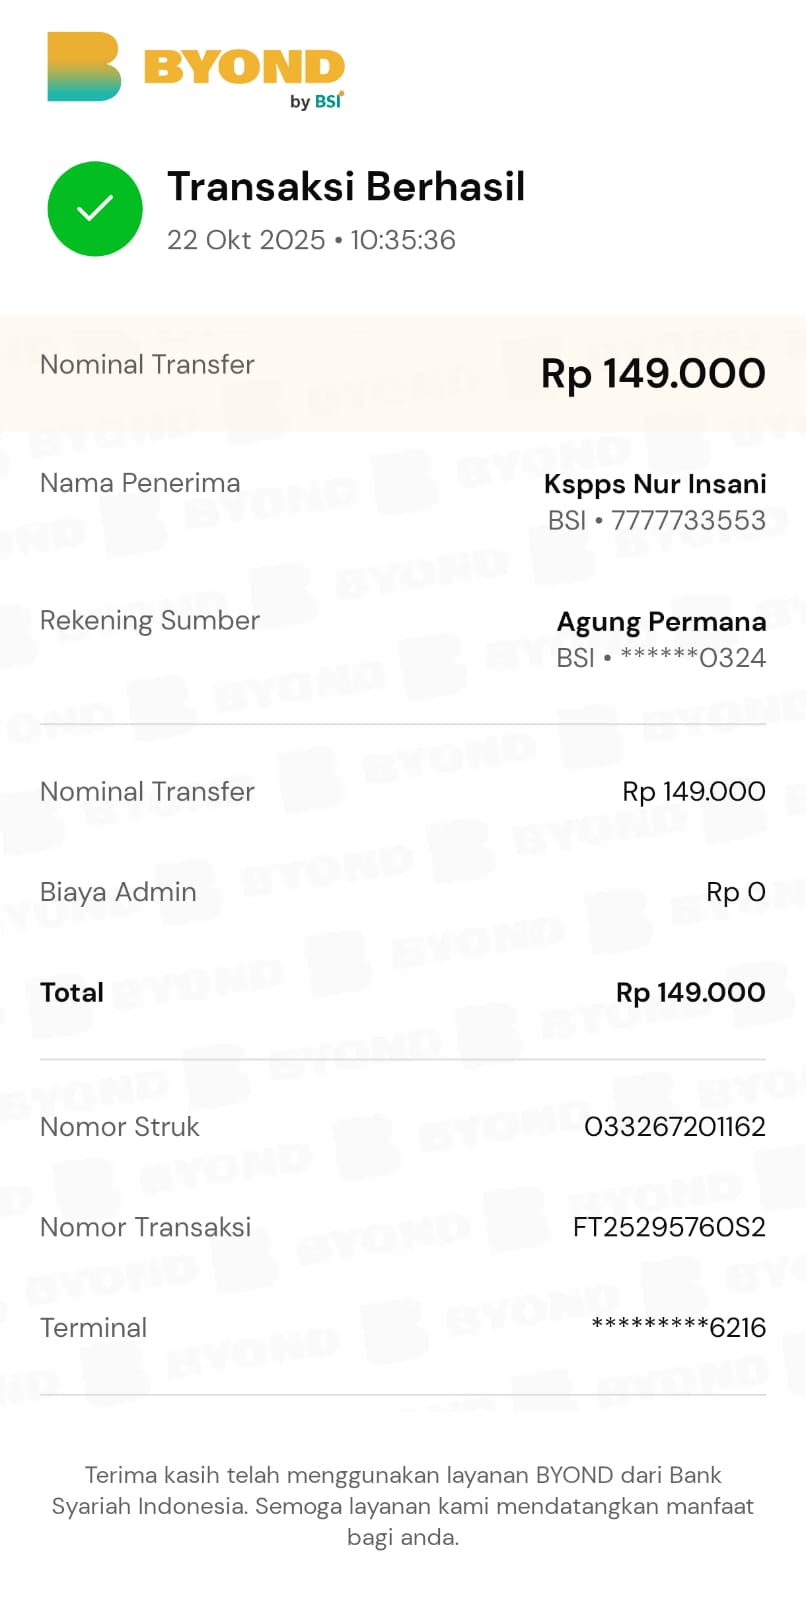 BYOND
by BSI
Transaksi Berhasil
22 Okt 2025 • 10:35:36
Nominal Transfer
Rp 149.000
Nama Penerima
Kspps Nur Insani
BSI • 7777733553
Rekening Sumber
Agung Permana
BSI • ******0324
Nominal Transfer
Rp 149.000
Biaya Admin
Rp 0
Total
Rp 149.000
Nomor Struk
033267201162
Nomor Transaksi
FT25295760S2
Terminal
*********6216
Terima kasih telah menggunakan layanan BYOND dari Bank
Syariah Indonesia. Semoga layanan kami mendatangkan manfaat
bagi anda.